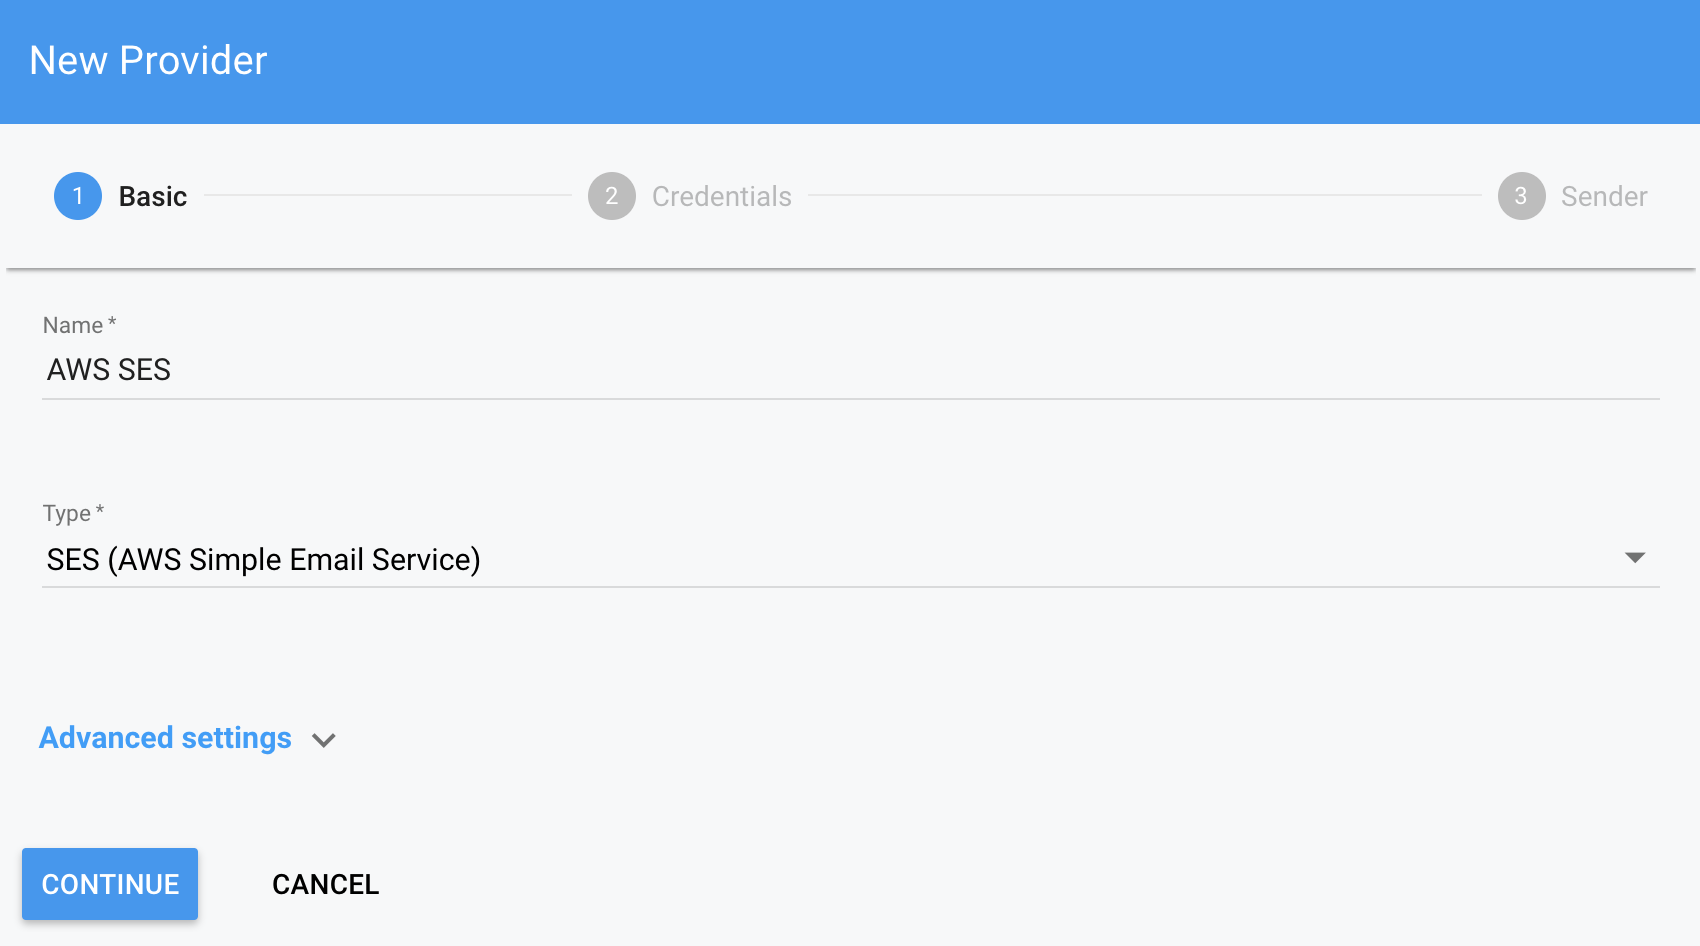 New Provider
1 Basic 2 Credentials 3 Sender
Name *
AWS SES
Type *
SES (AWS Simple Email Service)
Advanced settings
CONTINUE CANCEL